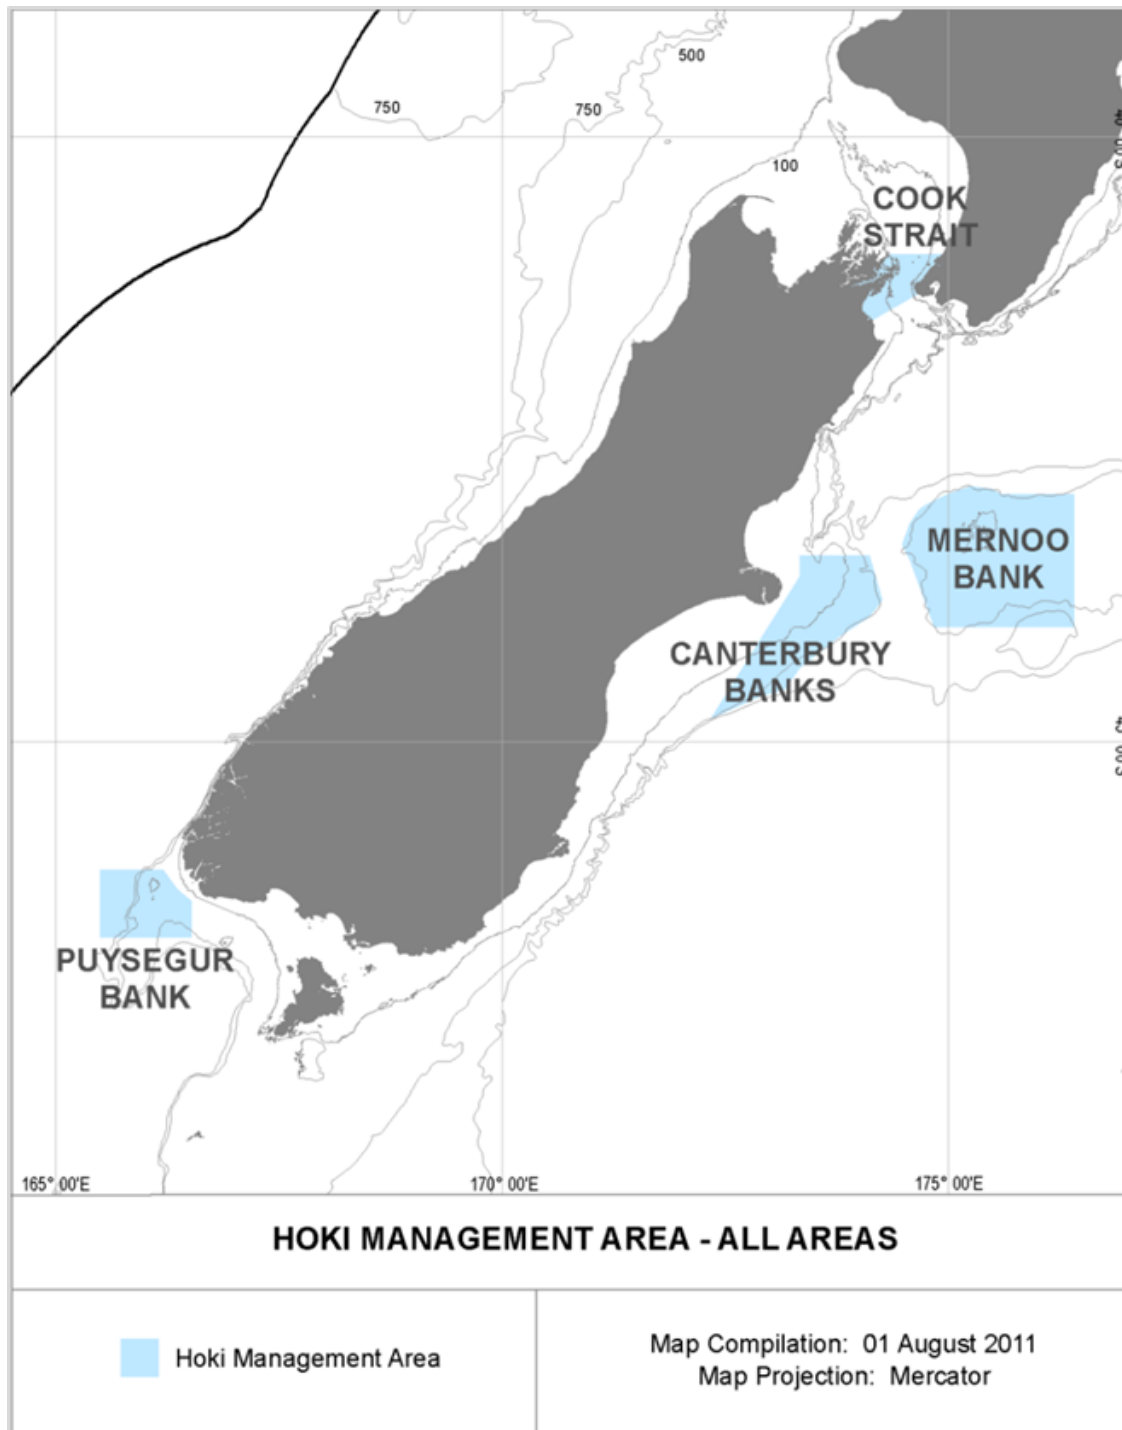 500
750
750
100
COOK
STRAIT
MERNOO
BANK
CANTERBURY
BANKS
PUYSEGUR
BANK
165° 00'E
170° 00'E
175° 00'E
HOKI MANAGEMENT AREA - ALL AREAS
Hoki Management Area
Map Compilation: 01 August 2011
Map Projection: Mercator